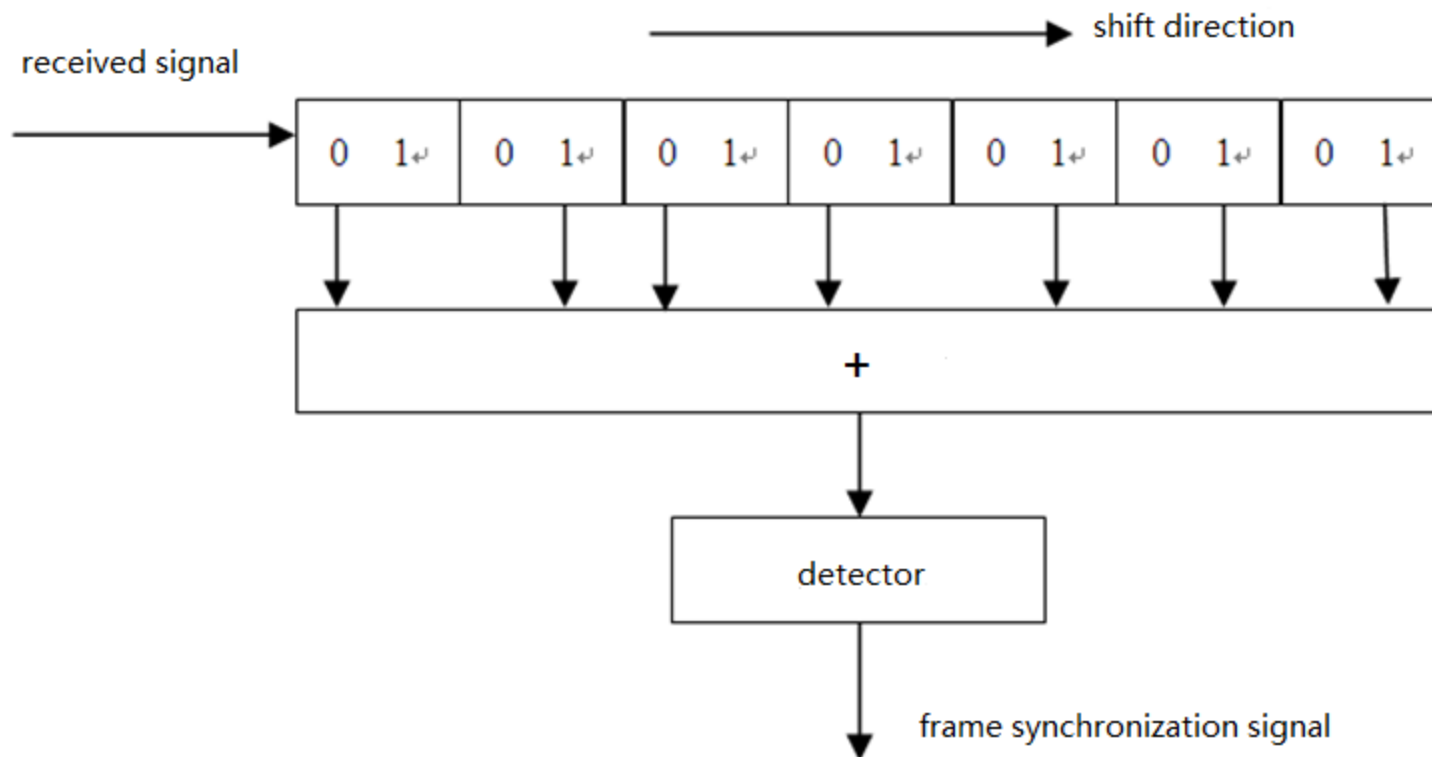 shift direction
received signal
0 1↵ 0 1↵ 0 1↵ 0 1↵ 0 1↵ 0 1↵ 0 1↵
+
detector
frame synchronization signal